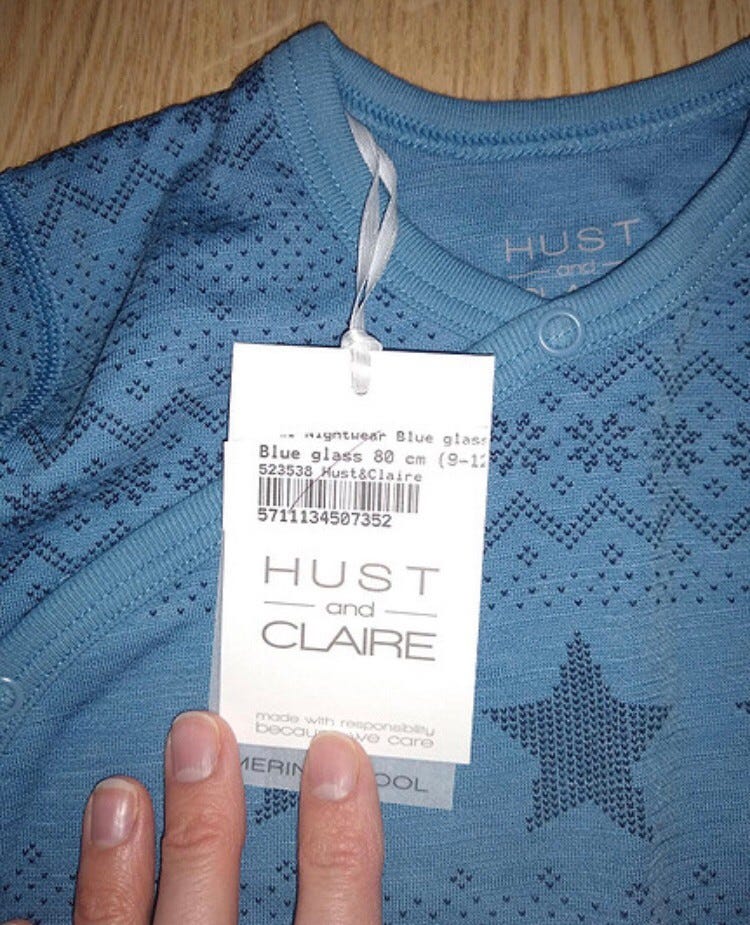 HUST
and
Nightwear Blue glass
Blue glass 80 cm (9-12
523538 Hust&Claire
5711134507352
HUST
and
CLAIRE
made with responsibility
we care